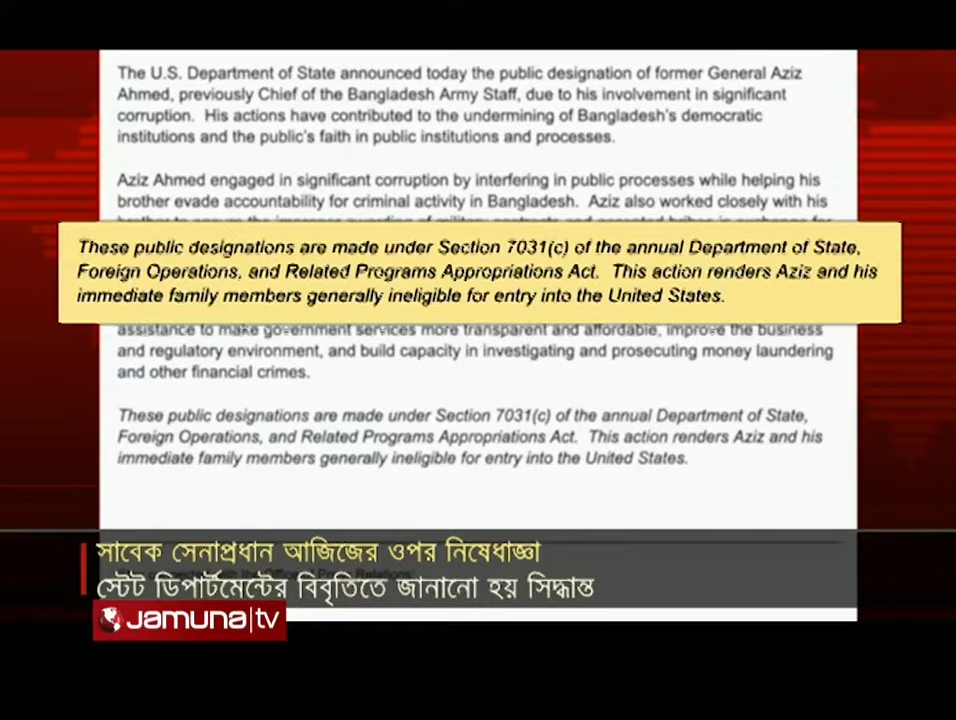 The U.S. Department of State announced today the public designation of former General Aziz
Ahmed, previously Chief of the Bangladesh Army Staff, due to his involvement in significant
corruption. His actions have contributed to the undermining of Bangladesh's democratic
institutions and the public's faith in public institutions and processes.
Aziz Ahmed engaged in significant corruption by interfering in public processes while helping his
brother evade accountability for criminal activity in Bangladesh. Aziz also worked closely with his
These public designations are made under Section 7031(c) of the annual Department of State,
Foreign Operations, and Related Programs Appropriations Act. This action renders Aziz and his
immediate family members generally ineligible for entry into the United States.
assistance to make government services more transparent and affordable, improve the business
and regulatory environment, and build capacity in investigating and prosecuting money laundering
and other financial crimes.
These public designations are made under Section 7031(c) of the annual Department of State,
Foreign Operations, and Related Programs Appropriations Act. This action renders Aziz and his
immediate family members generally ineligible for entry into the United States.
সাবেক সেনাপ্রধান আজিজের ওপর নিষেধাজ্ঞা
স্টেট ডিপার্টমেন্টের বিবৃতিতে জানানো হয় সিদ্ধান্ত
Jamuna|tv